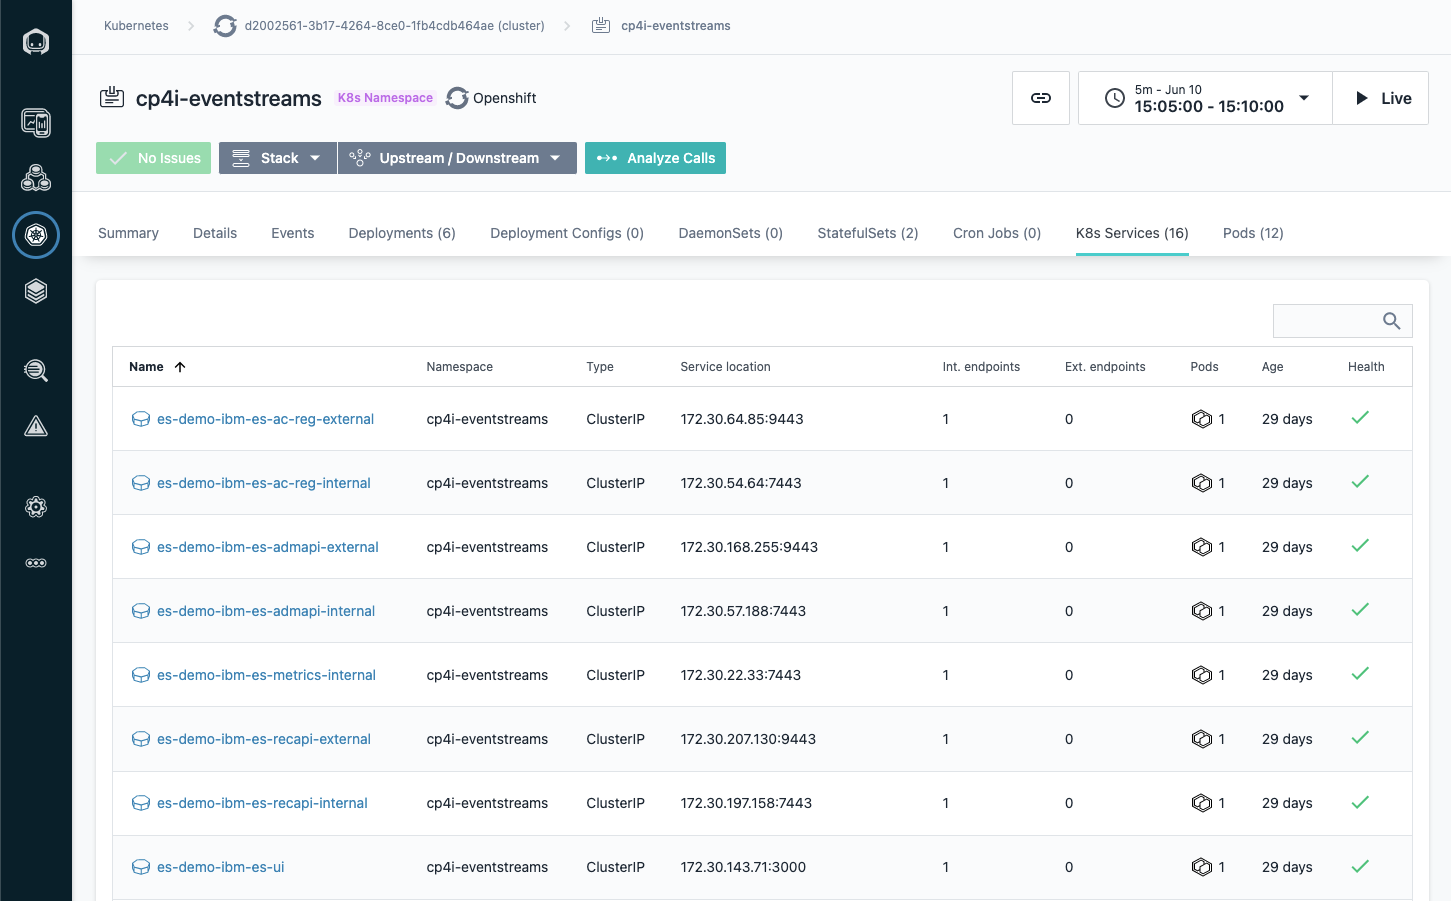 Kubernetes d2002561-3b17-4264-8ce0-1fb4cdb464ae (cluster) cp4i-eventstreams
cp4i-eventstreams K8s Namespace Openshift
5m - Jun 10
15:05:00 - 15:10:00 Live
No Issues Stack Upstream / Downstream Analyze Calls
Summary Details Events Deployments (6) Deployment Configs (0) DaemonSets (0) StatefulSets (2) Cron Jobs (0) K8s Services (16) Pods (12)
Name Namespace Type Service location Int. endpoints Ext. endpoints Pods Age Health
es-demo-ibm-es-ac-reg-external cp4i-eventstreams ClusterIP 172.30.64.85:9443 1 0 1 29 days
es-demo-ibm-es-ac-reg-internal cp4i-eventstreams ClusterIP 172.30.54.64:7443 1 0 1 29 days
es-demo-ibm-es-admapi-external cp4i-eventstreams ClusterIP 172.30.168.255:9443 1 0 1 29 days
es-demo-ibm-es-admapi-internal cp4i-eventstreams ClusterIP 172.30.57.188:7443 1 0 1 29 days
es-demo-ibm-es-metrics-internal cp4i-eventstreams ClusterIP 172.30.22.33:7443 1 0 1 29 days
es-demo-ibm-es-recapi-external cp4i-eventstreams ClusterIP 172.30.207.130:9443 1 0 1 29 days
es-demo-ibm-es-recapi-internal cp4i-eventstreams ClusterIP 172.30.197.158:7443 1 0 1 29 days
es-demo-ibm-es-ui cp4i-eventstreams ClusterIP 172.30.143.71:3000 1 0 1 29 days